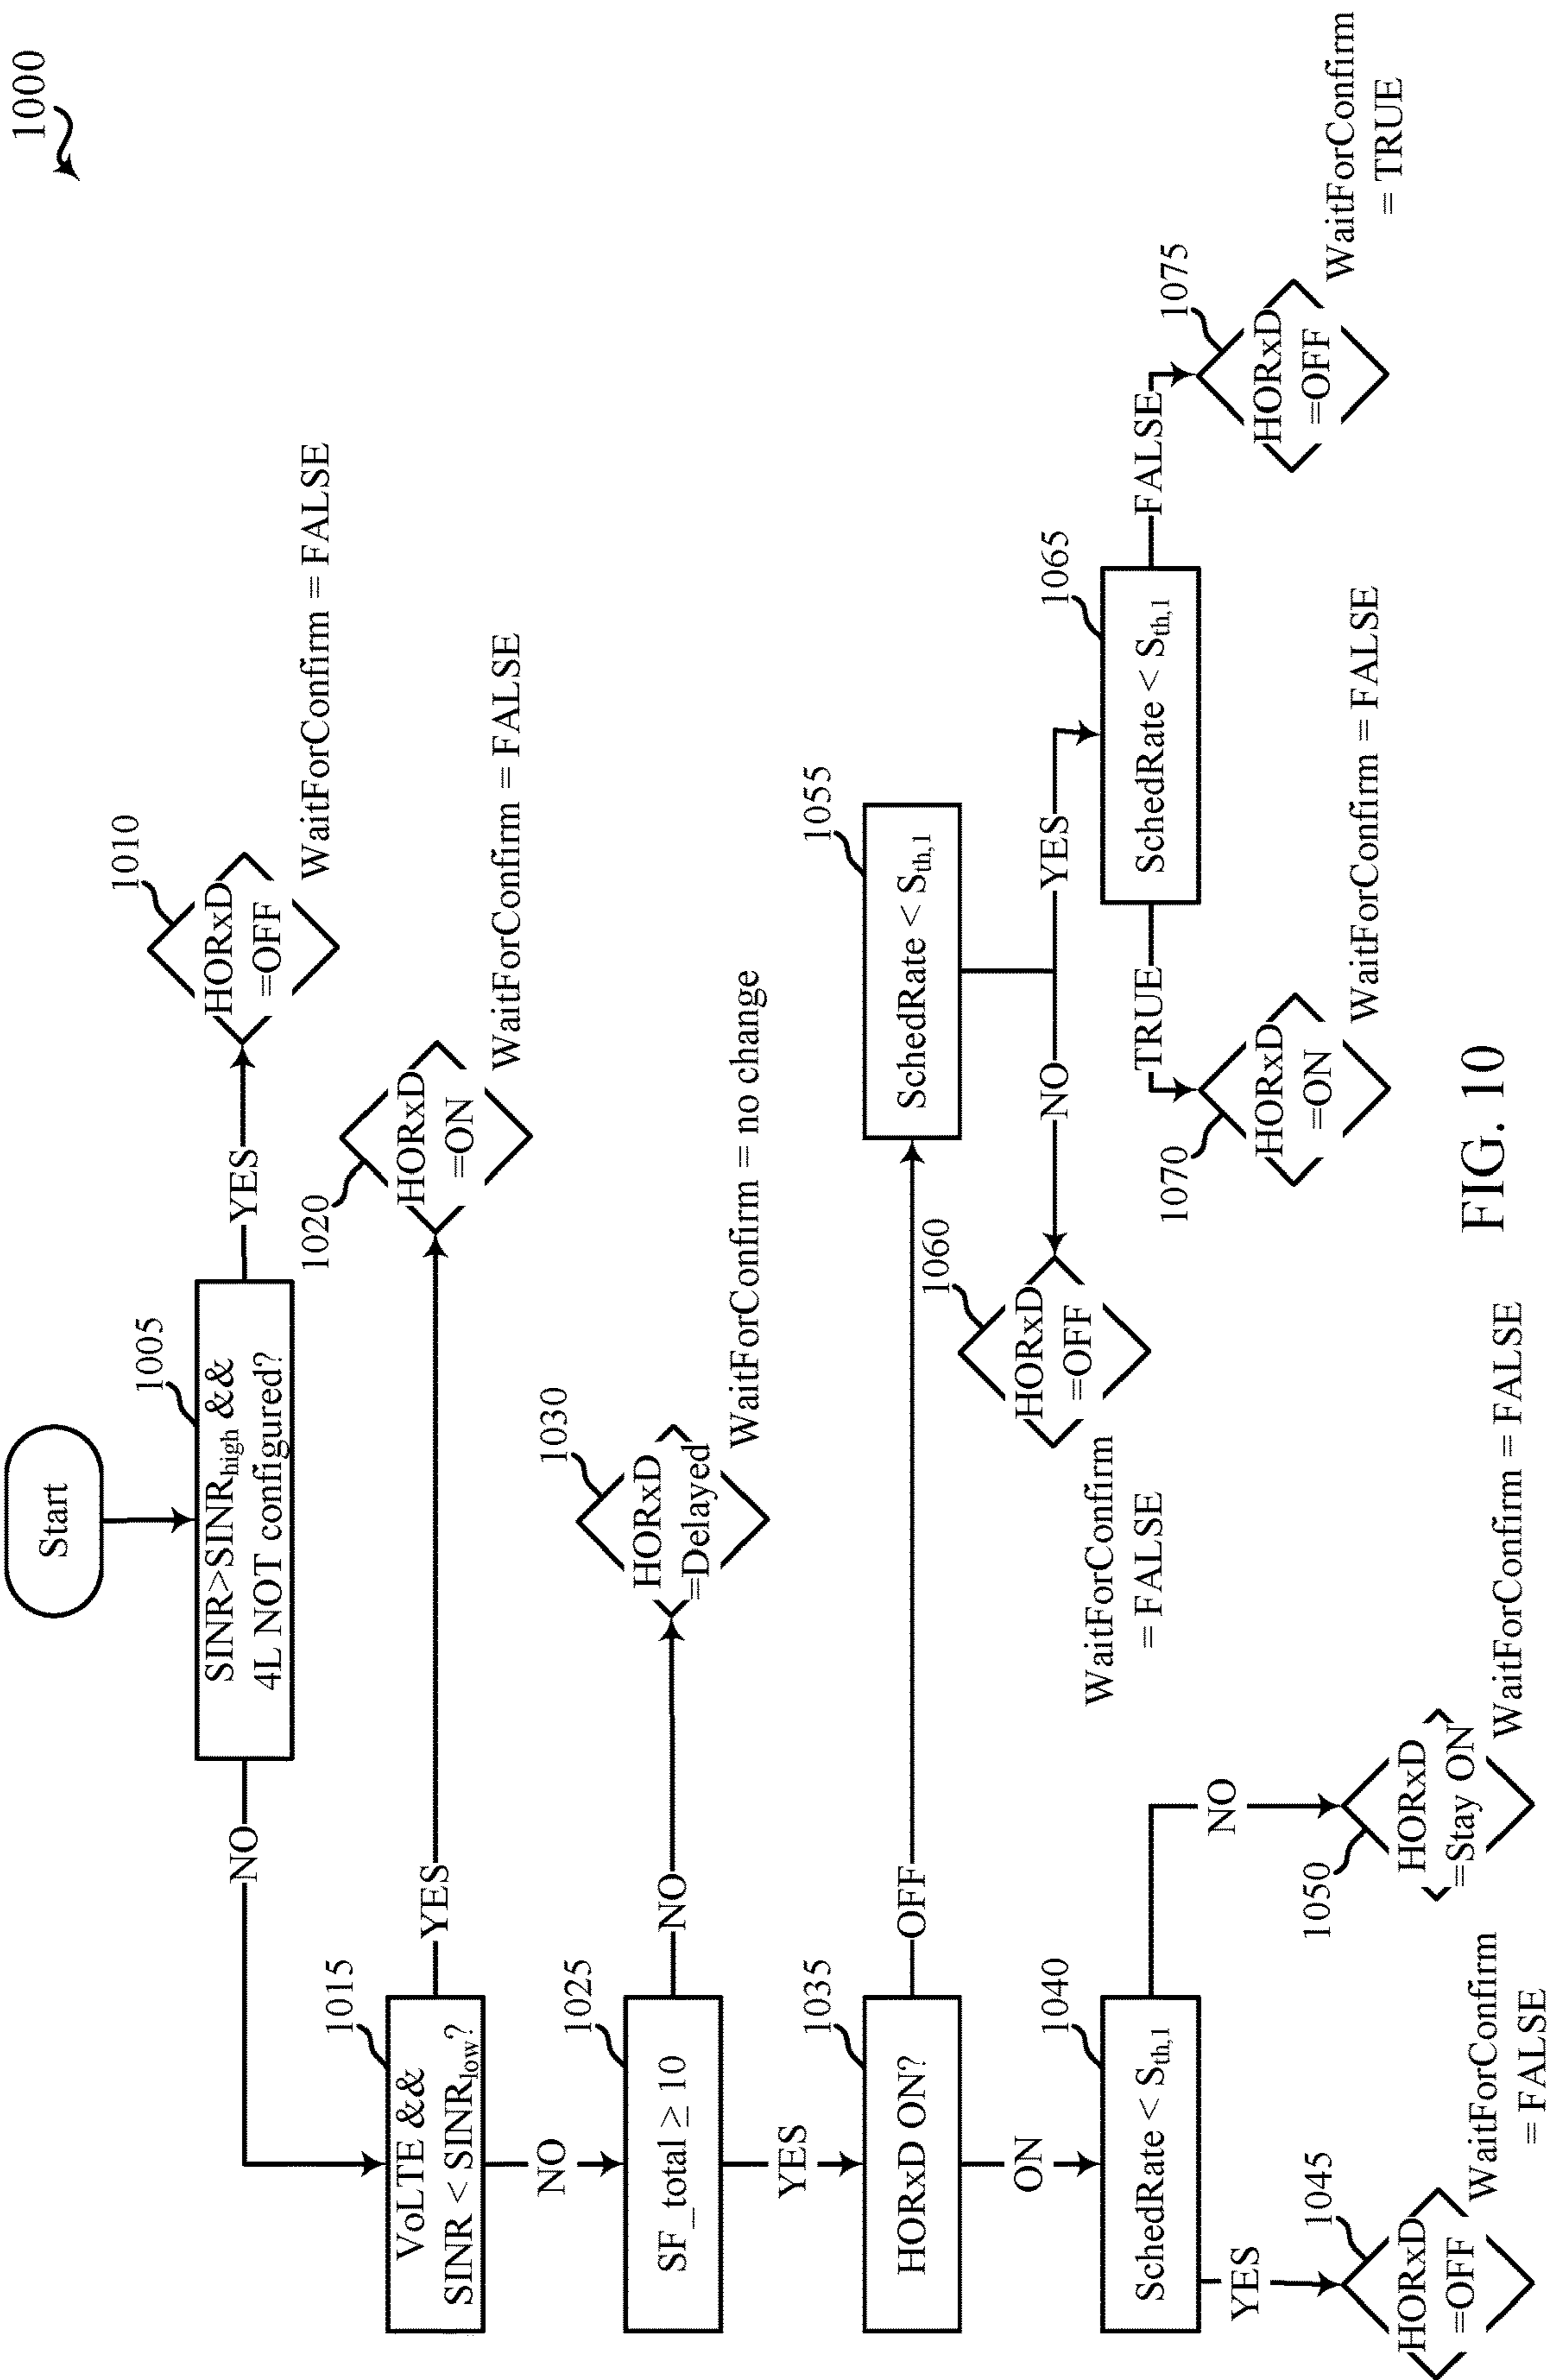 1000
Start
1005
SINR>SINRhigh &&
4L NOT configured?
YES
1010
HORxD
=OFF
WaitForConfirm = FALSE
NO
1015
VoLTE &&
SINR < SINRlow?
YES
1020
HORxD
=ON
WaitForConfirm = FALSE
NO
1025
SF_total ≥ 10
NO
1030
HORxD
=Delayed
WaitForConfirm = no change
YES
1035
HORxD ON?
OFF
1055
SchedRate < Sth,1
NO
1060
HORxD
=OFF
WaitForConfirm
= FALSE
YES
1065
SchedRate < Sth,1
TRUE
1070
HORxD
=ON
WaitForConfirm = FALSE
FALSE
1075
HORxD
=OFF
WaitForConfirm
= TRUE
ON
1040
SchedRate < Sth,1
YES
1045
HORxD
=OFF
WaitForConfirm
= FALSE
NO
1050
HORxD
=Stay ON
WaitForConfirm = FALSE
FIG. 10